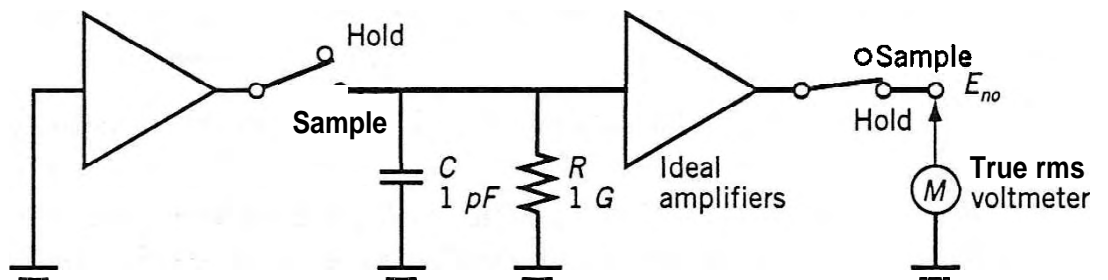 Hold
Sample
Sample
E_no
Hold
C
1 pF
R
1 G
Ideal
amplifiers
M
True rms
voltmeter